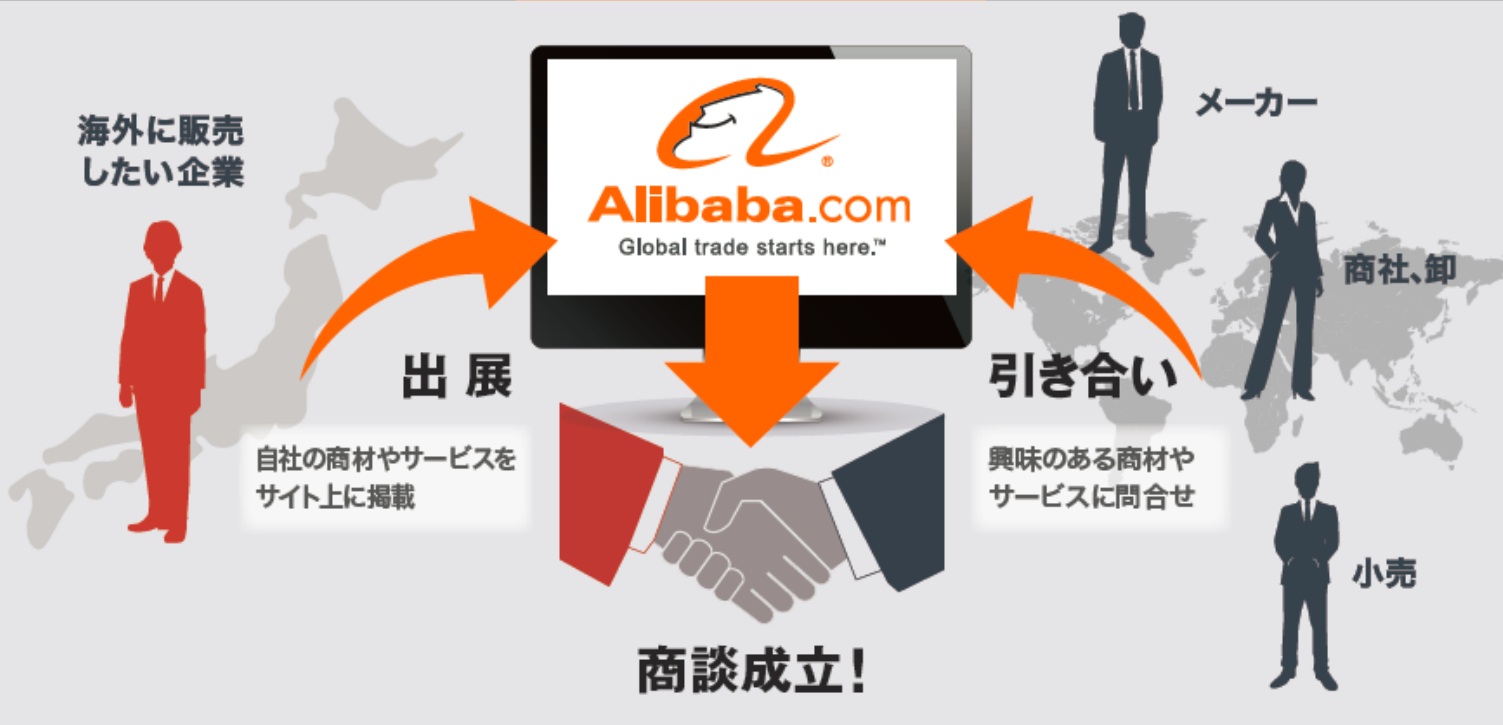 海外に販売
したい企業
Alibaba.com
Global trade starts here.™
メーカー
商社、卸
出展
引き合い
自社の商材やサービスを
サイト上に掲載
興味のある商材や
サービスに問合せ
小売
商談成立!